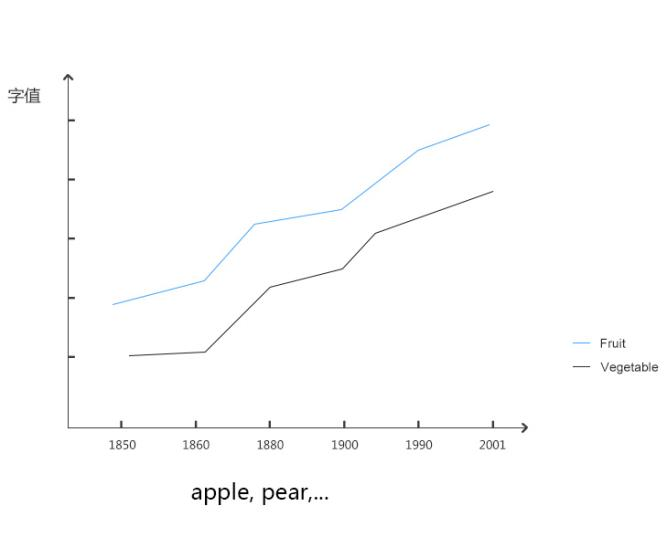 字值
Fruit
Vegetable
1850 1860 1880 1900 1990 2001
apple, pear,...